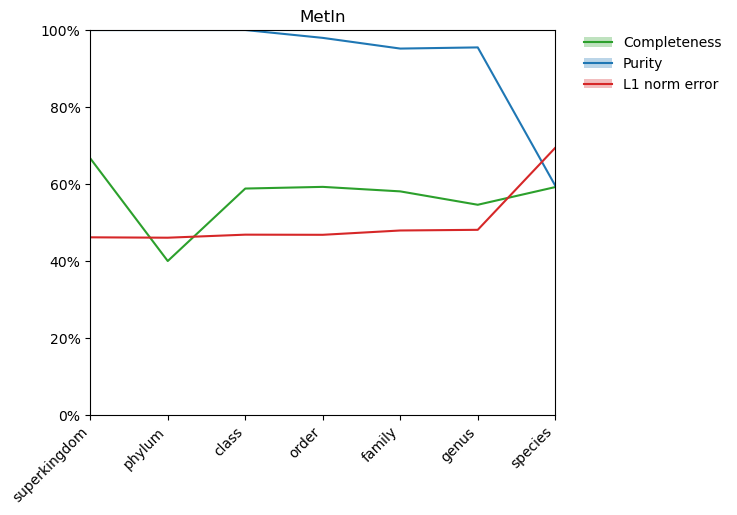 MetIn
100%
80%
60%
40%
20%
0%
superkingdom
phylum
class
order
family
genus
species
Completeness
Purity
L1 norm error